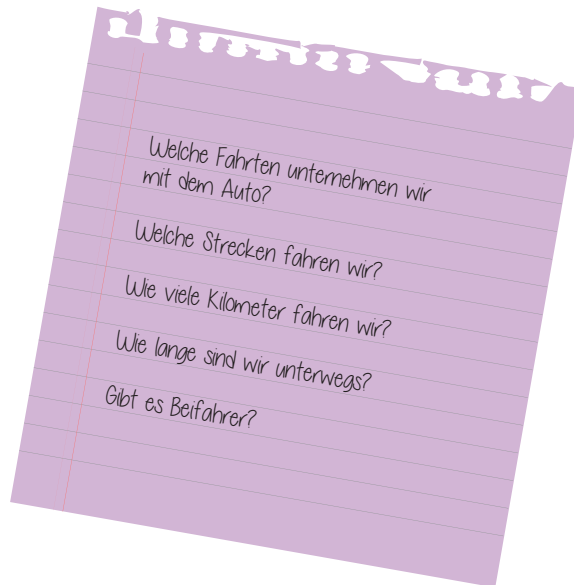 Welche Fahrten unternehmen wir
mit dem Auto?
Welche Strecken fahren wir?
Wie viele Kilometer fahren wir?
Wie lange sind wir unterwegs?
Gibt es Beifahrer?